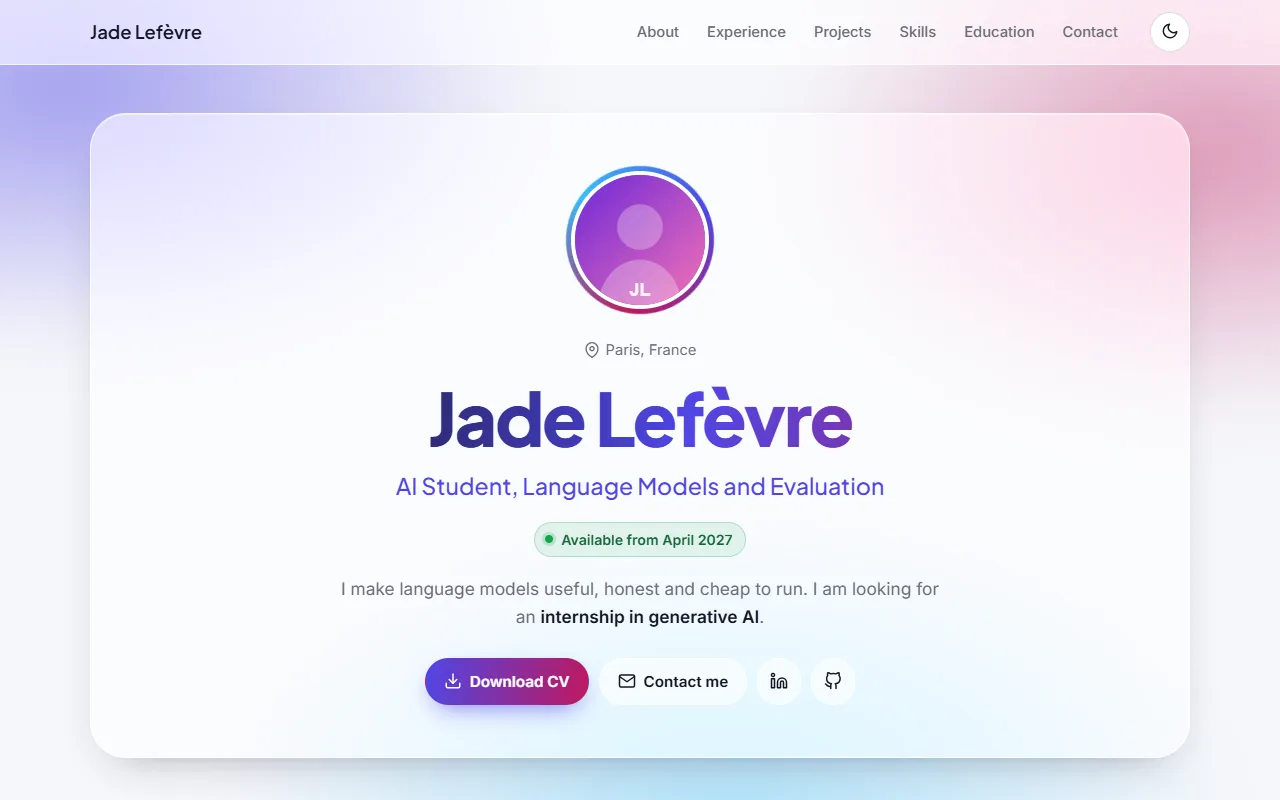 Jade Lefèvre
About Experience Projects Skills Education Contact
JL
Paris, France
Jade Lefèvre
AI Student, Language Models and Evaluation
Available from April 2027
I make language models useful, honest and cheap to run. I am looking for
an internship in generative AI.
Download CV Contact me